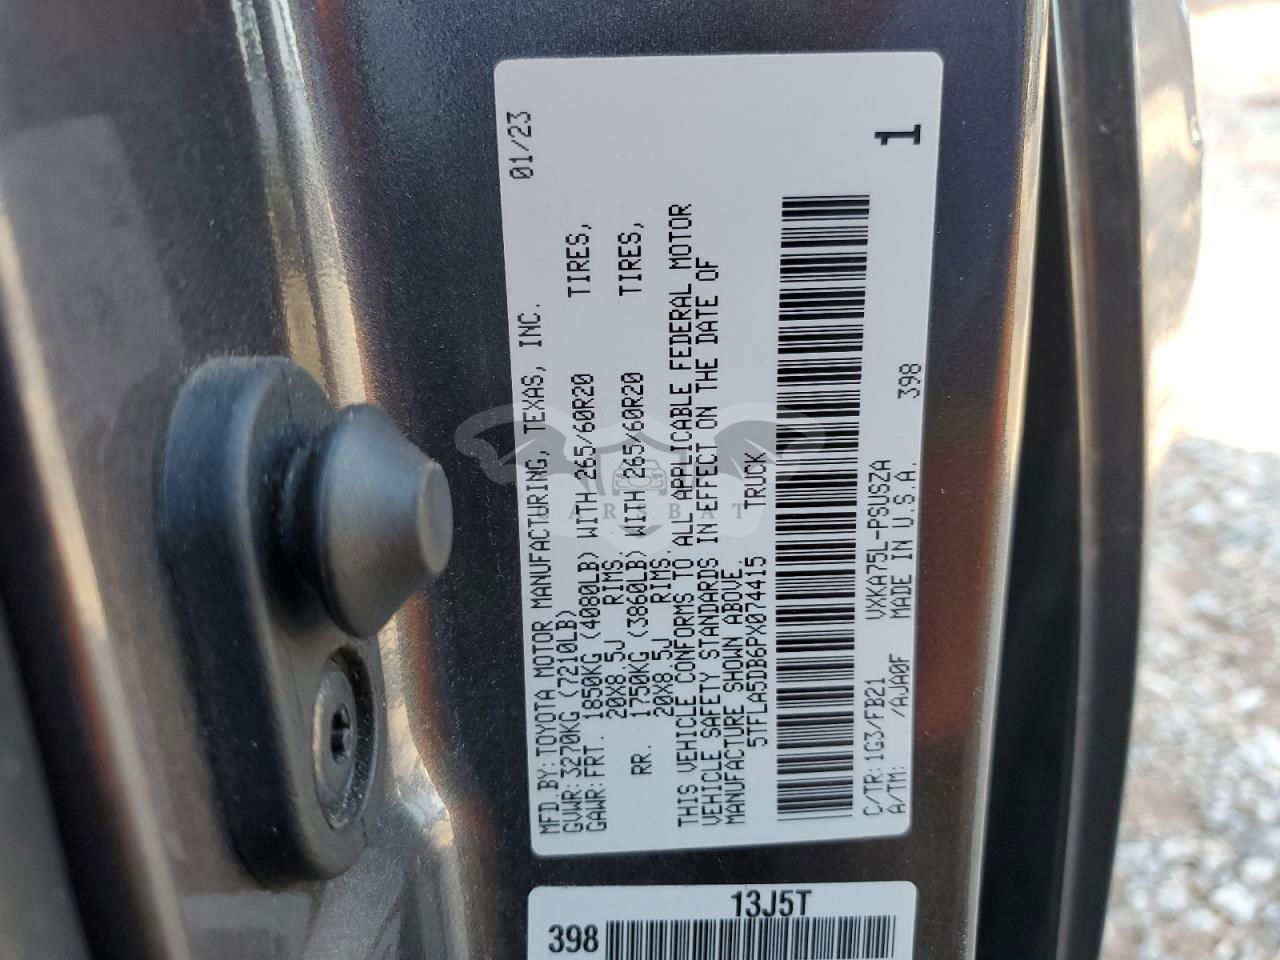 MFD BY: TOYOTA MOTOR MANUFACTURING, TEXAS, INC. 01/23
GVWR: 3270KG (7210LB)
GAWR: FRT. 1850KG (4080LB) WITH 265/60R20 TIRES,
20X8.5J RIMS.
RR. 1750KG (3860LB) WITH 265/60R20 TIRES,
20X8.5J RIMS.
THIS VEHICLE CONFORMS TO ALL APPLICABLE FEDERAL MOTOR
VEHICLE SAFETY STANDARDS IN EFFECT ON THE DATE OF
MANUFACTURE SHOWN ABOVE.
5TFLA5DB6PX074415 TRUCK
C/TR: 1G3/FB21 VXKA75L-PSUSZA
A/TM: /AJA0F MADE IN U.S.A. 398
1
13J5T
398
CARSBAT